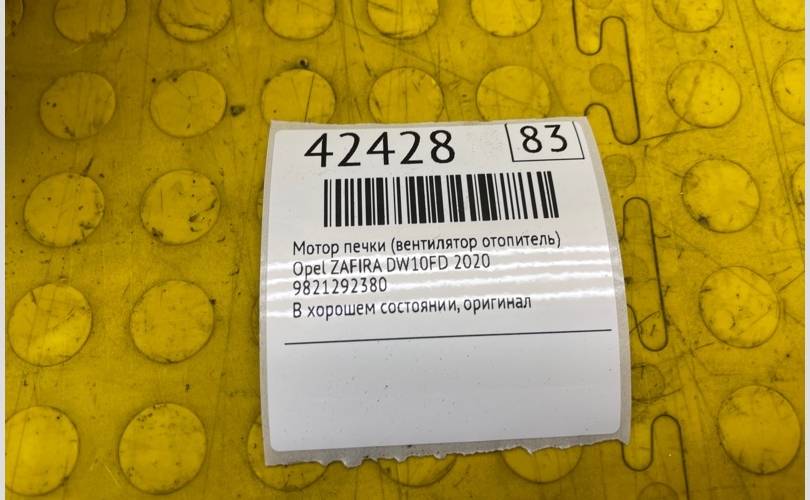 42428 83
Мотор печки (вентилятор отопитель)
Opel ZAFIRA DW10FD 2020
9821292380
В хорошем состоянии, оригинал